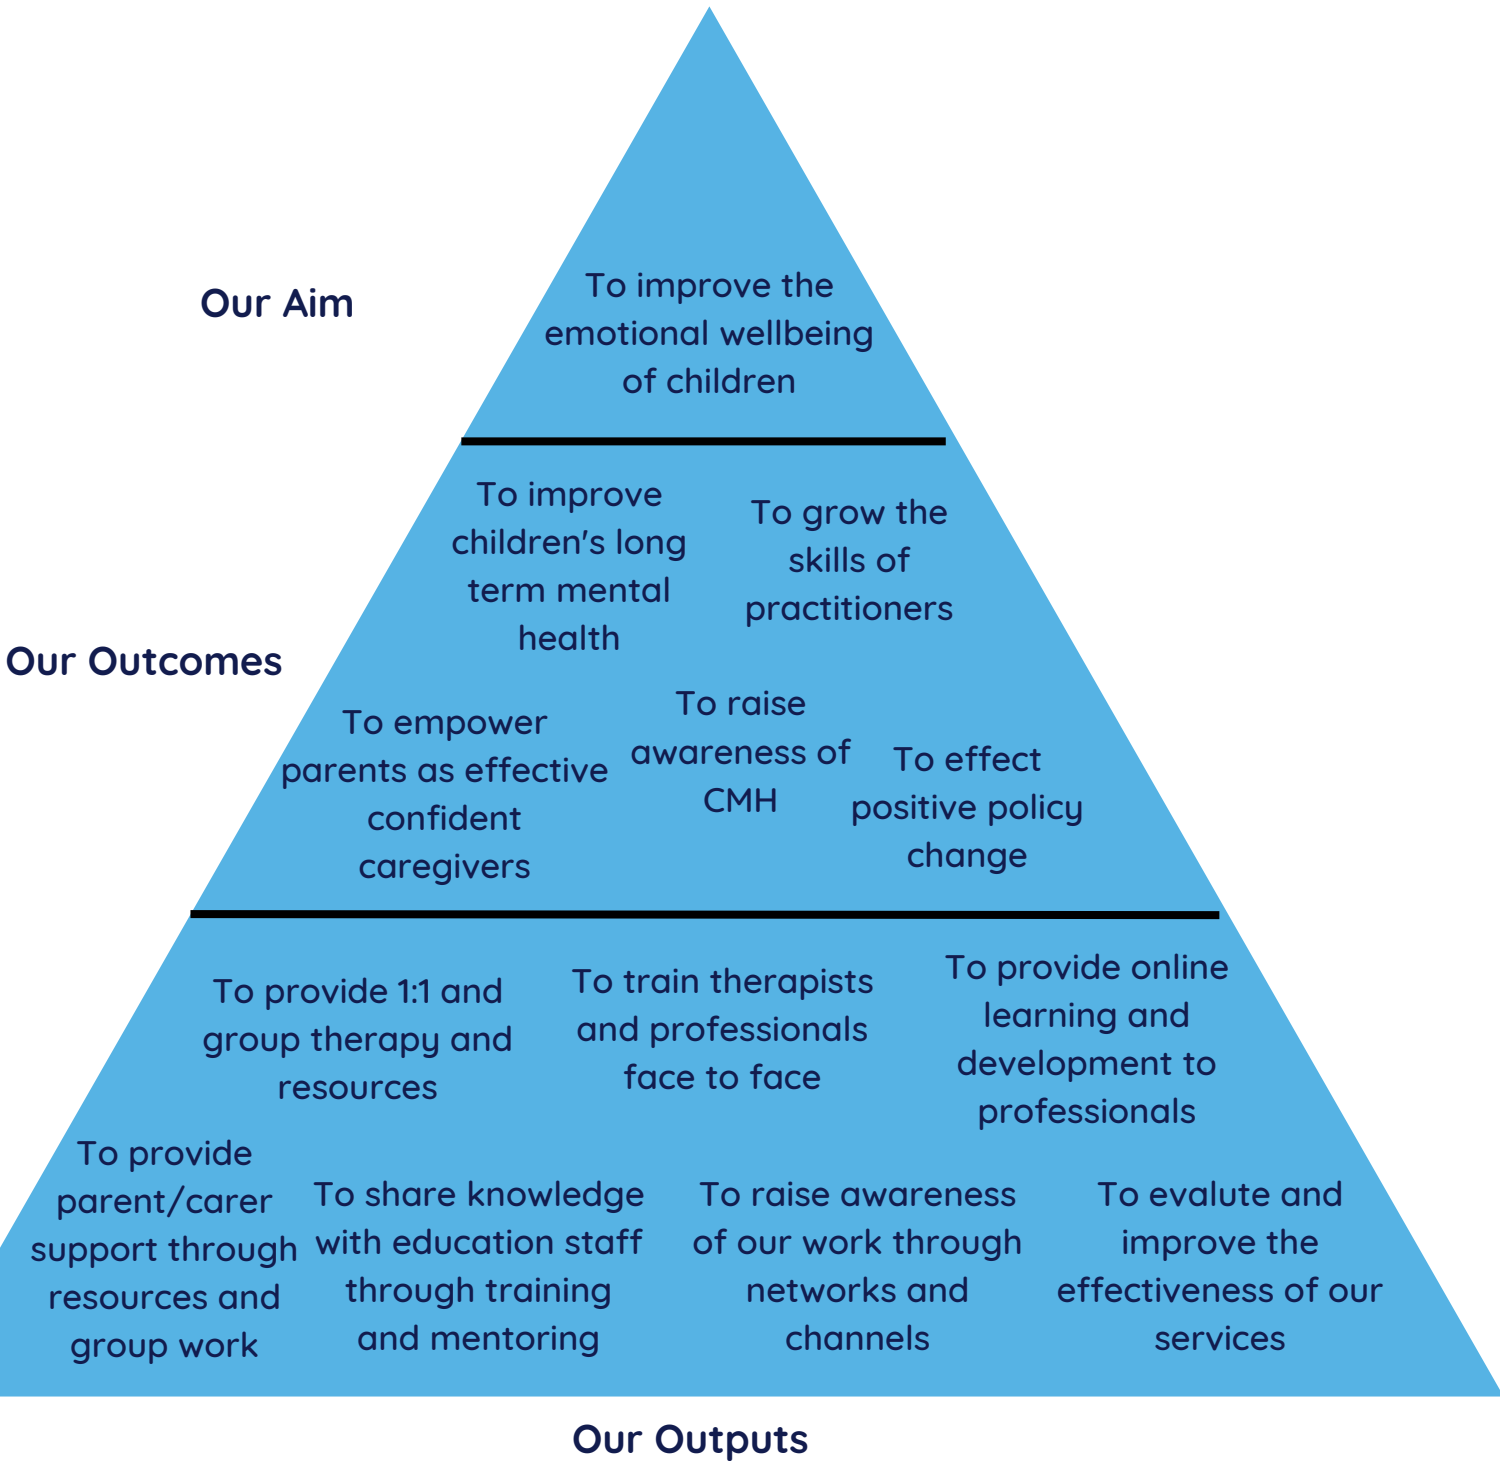 Our Aim
To improve the
emotional wellbeing
of children
Our Outcomes
To improve
children's long
term mental
health
To grow the
skills of
practitioners
To empower
parents as effective
confident
caregivers
To raise
awareness of
CMH
To effect
positive policy
change
To provide 1:1 and
group therapy and
resources
To train therapists
and professionals
face to face
To provide online
learning and
development to
professionals
To provide
parent/carer
support through
resources and
group work
To share knowledge
with education staff
through training
and mentoring
To raise awareness
of our work through
networks and
channels
To evalute and
improve the
effectiveness of our
services
Our Outputs